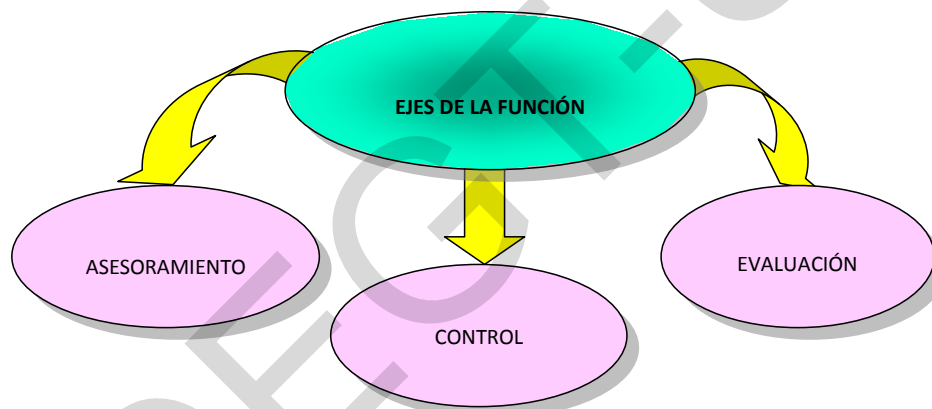 EJES DE LA FUNCIÓN
ASESORAMIENTO
EVALUACIÓN
CONTROL